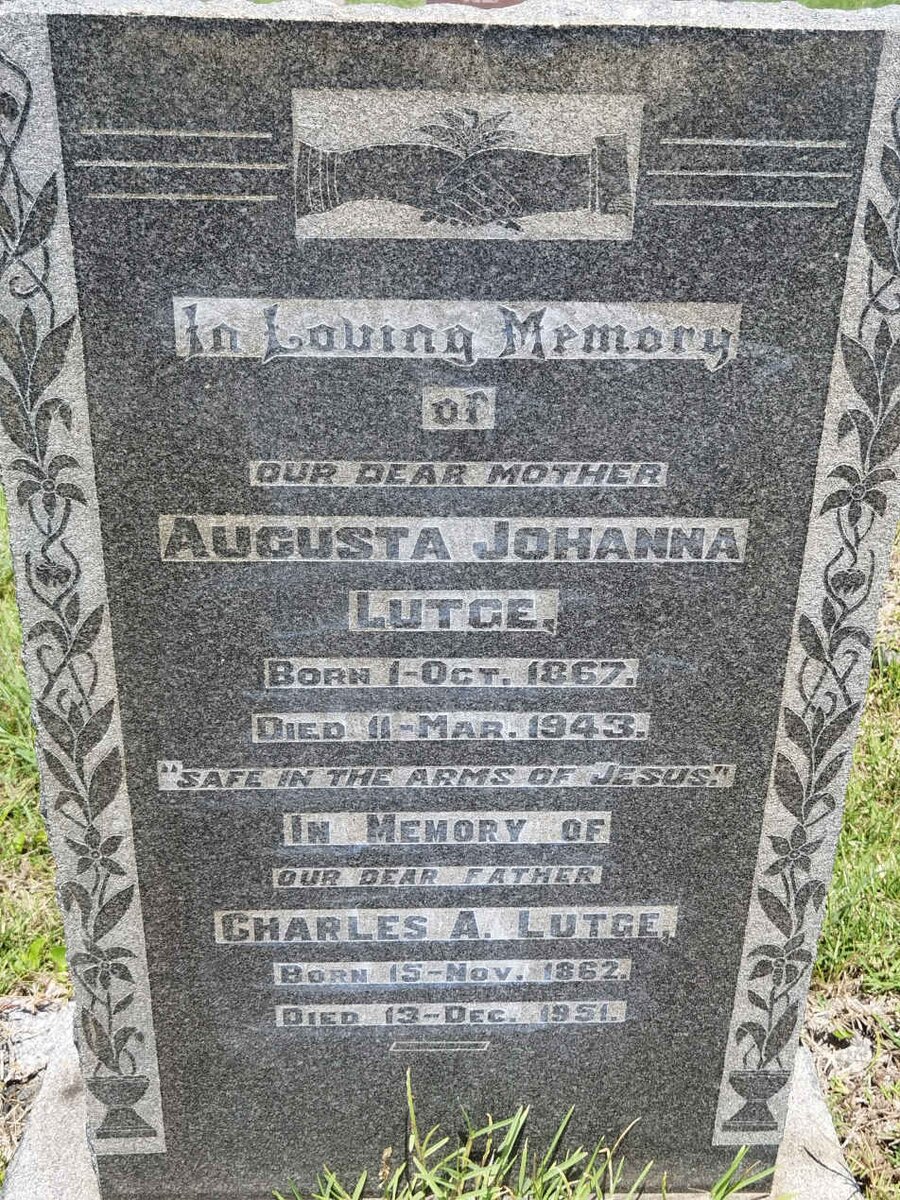 In Loving Memory
of
OUR DEAR MOTHER
AUGUSTA JOHANNA
LUTGE,
BORN 1-OCT. 1867.
DIED 11-MAR. 1943.
"SAFE IN THE ARMS OF JESUS,"
IN MEMORY OF
OUR DEAR FATHER
CHARLES A. LUTGE,
BORN 15-NOV. 1862.
DIED 13-DEC. 1951.